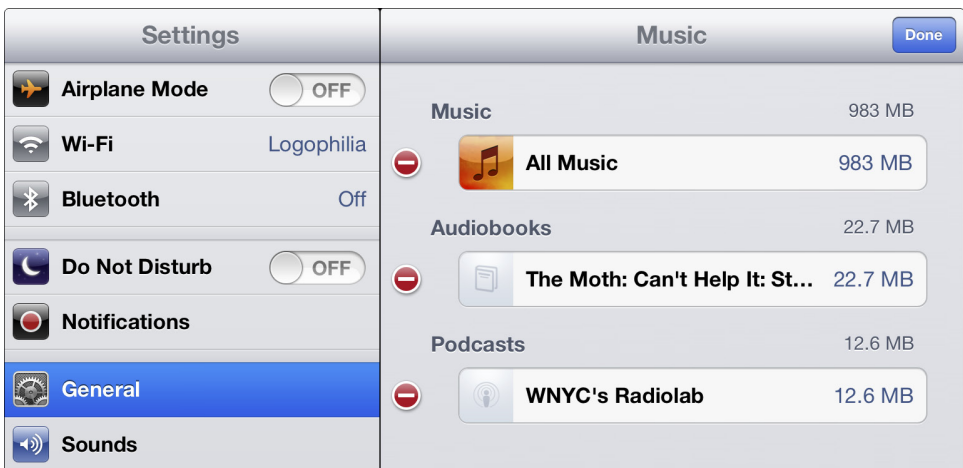 Settings
Airplane Mode OFF
Wi-Fi Logophilia
Bluetooth Off
Do Not Disturb OFF
Notifications
General
Sounds
Music Done
Music 983 MB
All Music 983 MB
Audiobooks 22.7 MB
The Moth: Can't Help It: St... 22.7 MB
Podcasts 12.6 MB
WNYC's Radiolab 12.6 MB